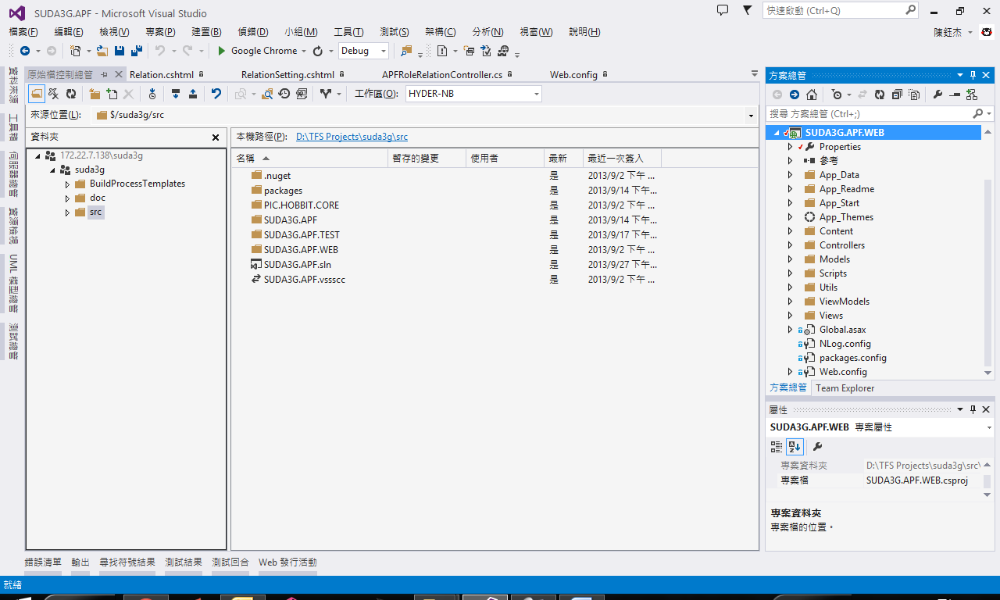 SUDA3G.APF - Microsoft Visual Studio
快速啟動 (Ctrl+Q)
檔案(F) 編輯(E) 檢視(V) 專案(P) 建置(B) 偵錯(D) 小組(M) 工具(T) 測試(S) 架構(C) 分析(N) 視窗(W) 說明(H)
陳鈺杰
Google Chrome Debug
原始檔控制總管 Relation.cshtml RelationSetting.cshtml APFRoleRelationController.cs Web.config
工作區(O): HYDER-NB
來源位置(L): $/suda3g/src
資料夾
172.22.7.138\suda3g
suda3g
BuildProcessTemplates
doc
src
本機路徑(P): D:\TFS Projects\suda3g\src
名稱 暫存的變更 使用者 最新 最近一次簽入
.nuget 是 2013/9/2 下午 ...
packages 是 2013/9/14 下午 ...
PIC.HOBBIT.CORE 是 2013/9/2 下午 ...
SUDA3G.APF 是 2013/9/14 下午 ...
SUDA3G.APF.TEST 是 2013/9/17 下午 ...
SUDA3G.APF.WEB 是 2013/9/2 下午 ...
SUDA3G.APF.sln 是 2013/9/27 下午...
SUDA3G.APF.vssscc 是 2013/9/2 下午 ...
資料來源
工具箱
伺服器總管
資源檢視
UML 模型總管
測試總管
方案總管
搜尋 方案總管 (Ctrl+;)
SUDA3G.APF.WEB
Properties
參考
App_Data
App_Readme
App_Start
App_Themes
Content
Controllers
Models
Scripts
Utils
ViewModels
Views
Global.asax
NLog.config
packages.config
Web.config
方案總管 Team Explorer
屬性
SUDA3G.APF.WEB 專案屬性
專案資料夾 D:\TFS Projects\suda3g\src\
專案檔 SUDA3G.APF.WEB.csproj
專案資料夾
專案檔的位置。
錯誤清單 輸出 尋找符號結果 測試結果 測試回合 Web 發行活動
就緒